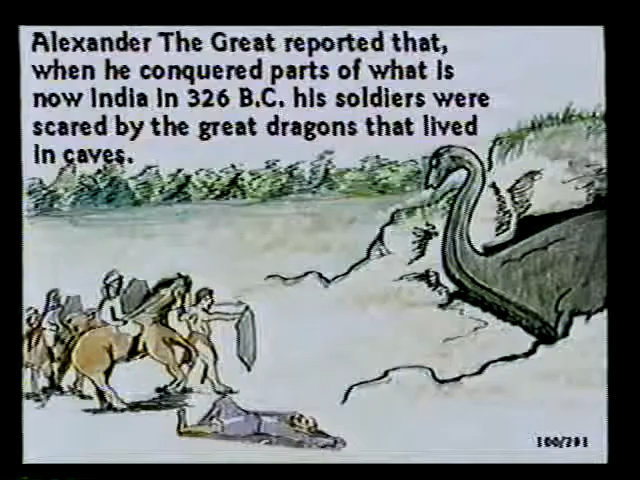 Alexander The Great reported that,
when he conquered parts of what is
now India in 326 B.C. his soldiers were
scared by the great dragons that lived
in caves.
100/291